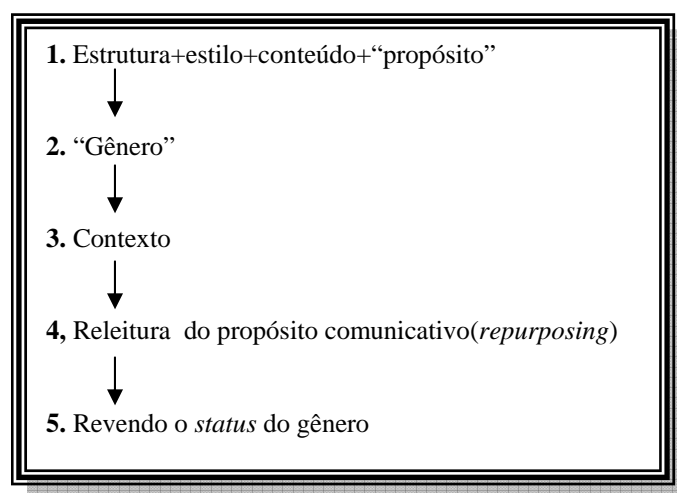 1. Estrutura+estilo+conteúdo+“propósito”
2. “Gênero”
3. Contexto
4, Releitura do propósito comunicativo(repurposing)
5. Revendo o status do gênero